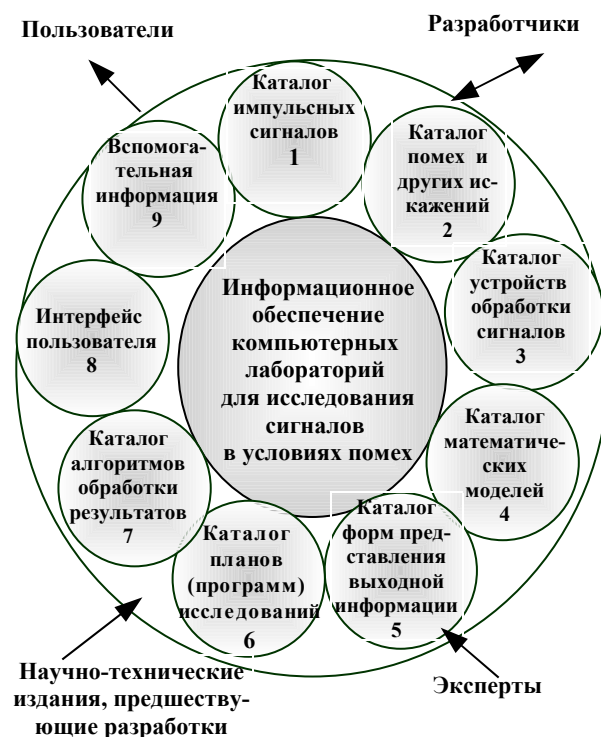 Пользователи
Разработчики
Каталог
импульсных
сигналов
1
Каталог
помех и
других ис-
кажений
2
Каталог
устройств
обработки
сигналов
3
Каталог
математиче-
ских
моделей
4
Каталог
форм пред-
ставления
выходной
информации
5
Каталог
планов
(программ)
исследований
6
Каталог
алгоритмов
обработки
результатов
7
Интерфейс
пользователя
8
Вспомога-
тельная
информация
9
Информационное
обеспечение
компьютерных
лабораторий
для исследования
сигналов
в условиях помех
Научно-технические
издания, предшеству-
ющие разработки
Эксперты